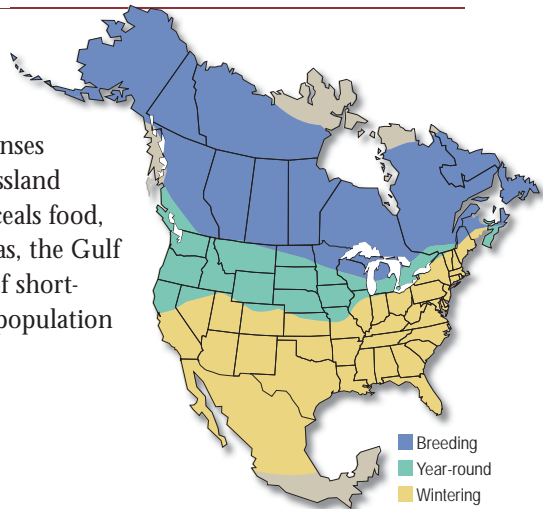 nses
ssland
ceals food,
as, the Gulf
f short-
population
Breeding
Year-round
Wintering